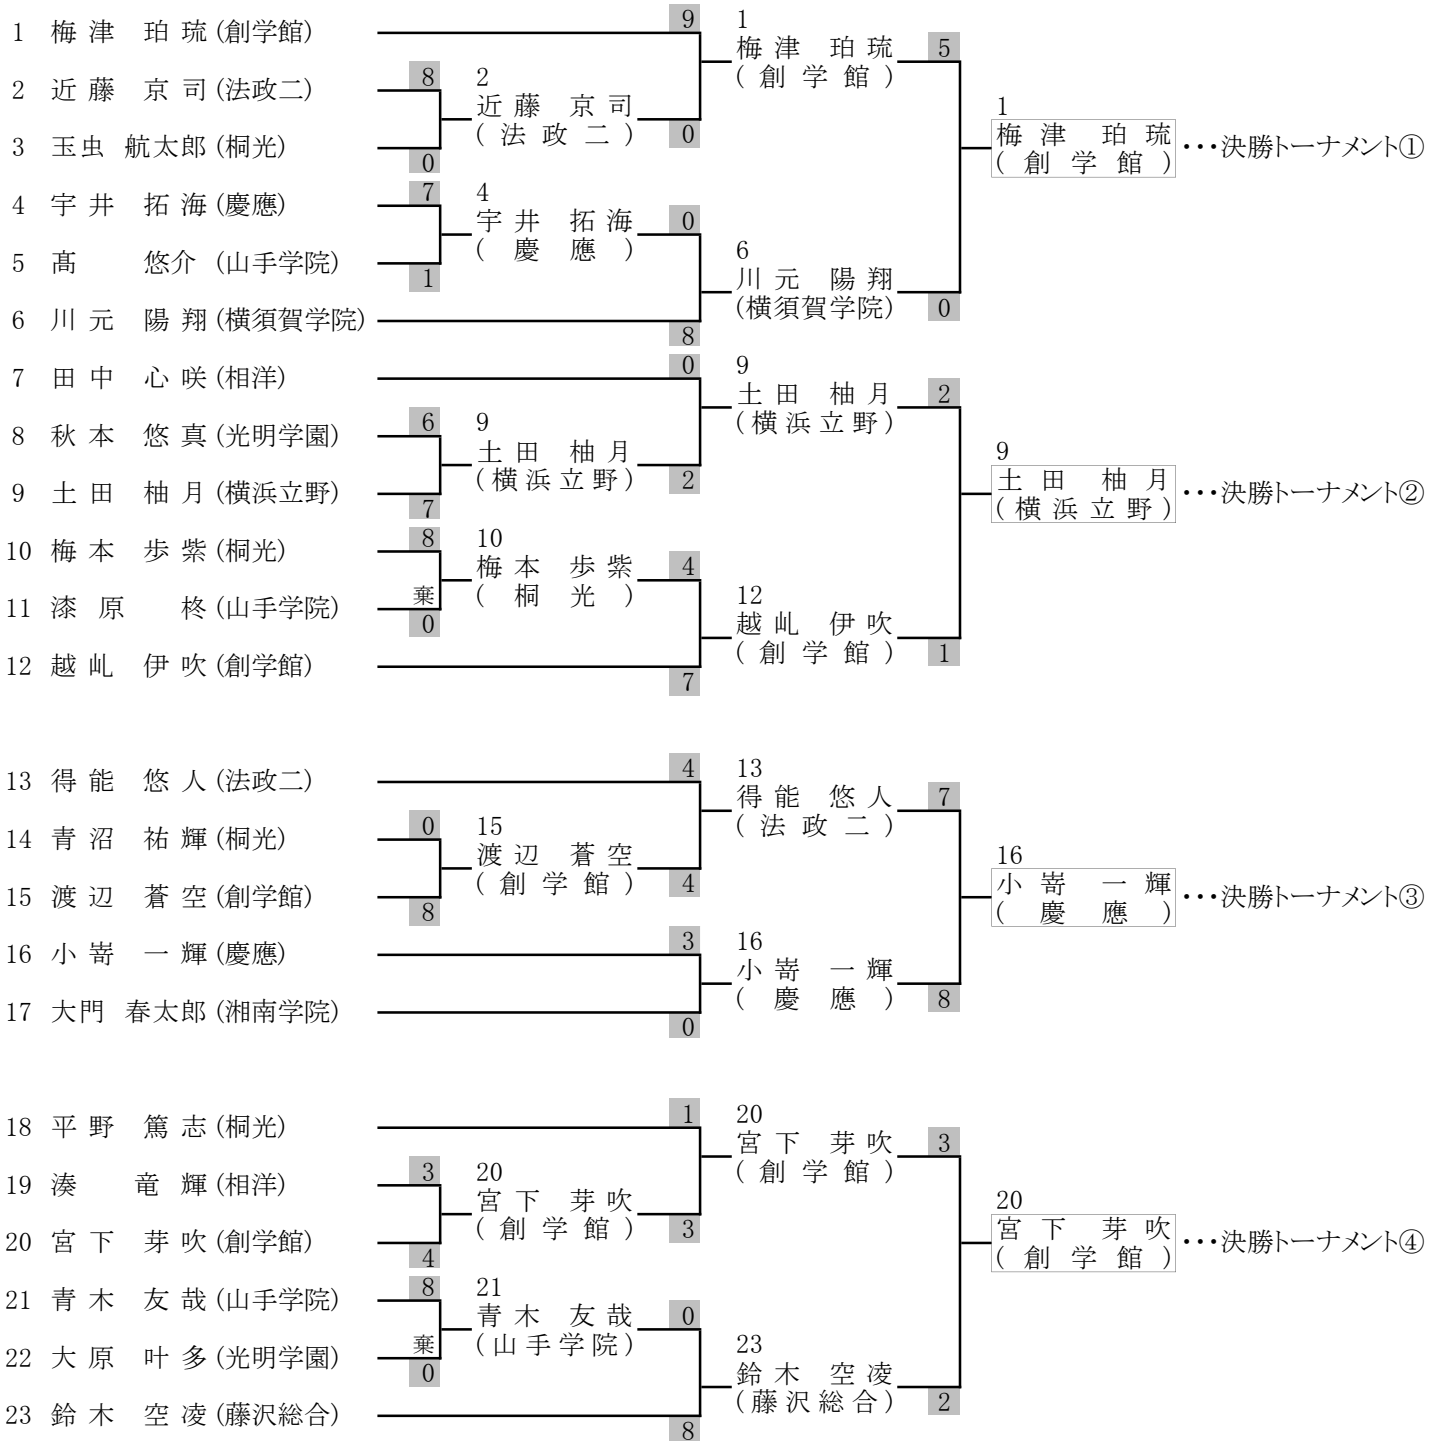 1 梅津 珀琉 (創学館)
2 近藤 京司 (法政二)
3 玉虫 航太郎 (桐光)
4 宇井 拓海 (慶應)
5 髙 悠介 (山手学院)
6 川元 陽翔 (横須賀学院)
7 田中 心咲 (相洋)
8 秋本 悠真 (光明学園)
9 土田 柚月 (横浜立野)
10 梅本 歩紫 (桐光)
11 漆原 柊 (山手学院)
12 越乢 伊吹 (創学館)
13 得能 悠人 (法政二)
14 青沼 祐輝 (桐光)
15 渡辺 蒼空 (創学館)
16 小嵜 一輝 (慶應)
17 大門 春太郎 (湘南学院)
18 平野 篤志 (桐光)
19 湊 竜輝 (相洋)
20 宮下 芽吹 (創学館)
21 青木 友哉 (山手学院)
22 大原 叶多 (光明学園)
23 鈴木 空凌 (藤沢総合)
8
0
7
1
6
7
8
棄
0
0
8
3
4
8
棄
0
2
近藤 京司
(法政二)
4
宇井 拓海
(慶應)
9
土田 柚月
(横浜立野)
10
梅本 歩紫
(桐光)
15
渡辺 蒼空
(創学館)
20
宮下 芽吹
(創学館)
21
青木 友哉
(山手学院)
9
0
0
8
0
2
4
7
4
4
3
0
1
3
0
8
1
梅津 珀琉
(創学館)
6
川元 陽翔
(横須賀学院)
9
土田 柚月
(横浜立野)
12
越乢 伊吹
(創学館)
13
得能 悠人
(法政二)
16
小嵜 一輝
(慶應)
20
宮下 芽吹
(創学館)
23
鈴木 空凌
(藤沢総合)
5
0
2
1
7
8
3
2
1
梅津 珀琉
(創学館)
・・・決勝トーナメント①
9
土田 柚月
(横浜立野)
・・・決勝トーナメント②
16
小嵜 一輝
(慶應)
・・・決勝トーナメント③
20
宮下 芽吹
(創学館)
・・・決勝トーナメント④